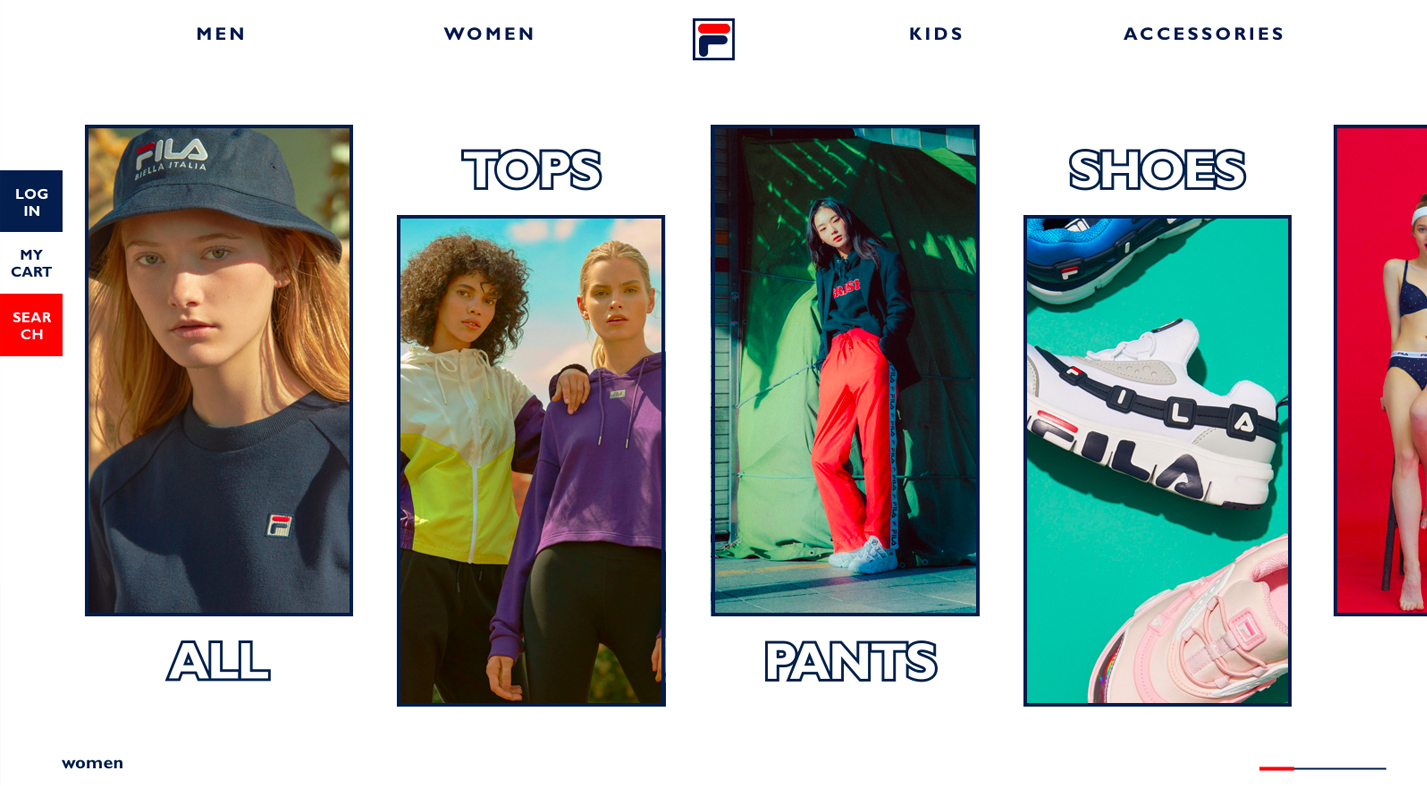 MEN
WOMEN
KIDS
ACCESSORIES
LOG
IN
MY
CART
SEAR
CH
FILA
BIELLA ITALIA
ALL
TOPS
PANTS
SHOES
F I L A
FILA
women